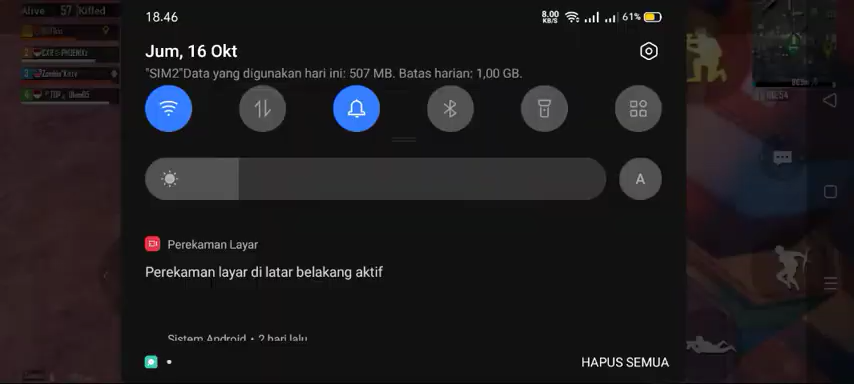 Alive 57 Killed
18.46
8.00 KB/S
61%
Jum, 16 Okt
"SIM2"Data yang digunakan hari ini: 507 MB. Batas harian: 1,00 GB.
A
Perekaman Layar
Perekaman layar di latar belakang aktif
Sistem Android • 2 hari lalu
HAPUS SEMUA